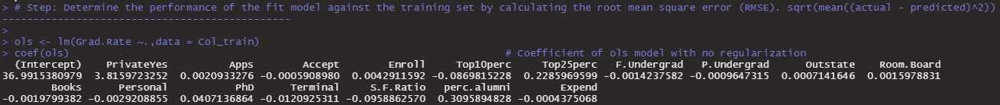 > # Step: Determine the performance of the fit model against the training set by calculating the root mean square error (RMSE). sqrt(mean((actual - predicted)^2))
-----------------------------------------------
>
> ols <- lm(Grad.Rate ~.,data = Col_train)
> coef(ols) # Coefficient of ols model with no regularization
(Intercept) PrivateYes Apps Accept Enroll Top10perc Top25perc F.Undergrad P.Undergrad Outstate Room.Board
36.9915380979 3.8159723252 0.0020933276 -0.0005908980 0.0042911592 -0.0869815228 0.2285969599 -0.0014237582 -0.0009647315 0.0007141646 0.0015978831
Books Personal PhD Terminal S.F.Ratio perc.alumni Expend
-0.0019799382 -0.0029208855 0.0407136864 -0.0120925311 -0.0958862570 0.3095894828 -0.0004375068